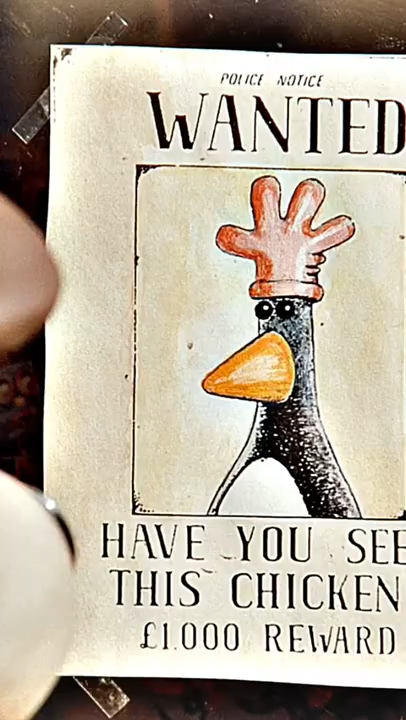 POLICE NOTICE
WANTED
HAVE YOU SEE
THIS CHICKEN
£1.000 REWARD